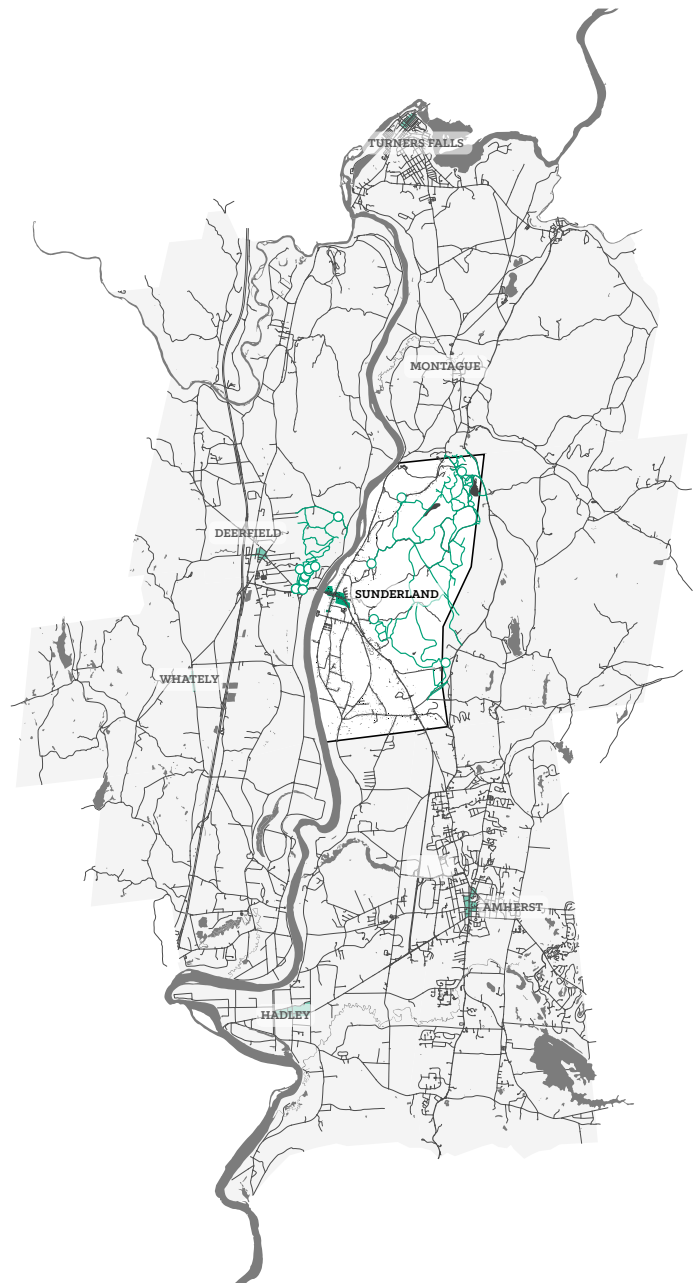 TURNERS FALLS
MONTAGUE
DEERFIELD
SUNDERLAND
WHATELY
AMHERST
HADLEY